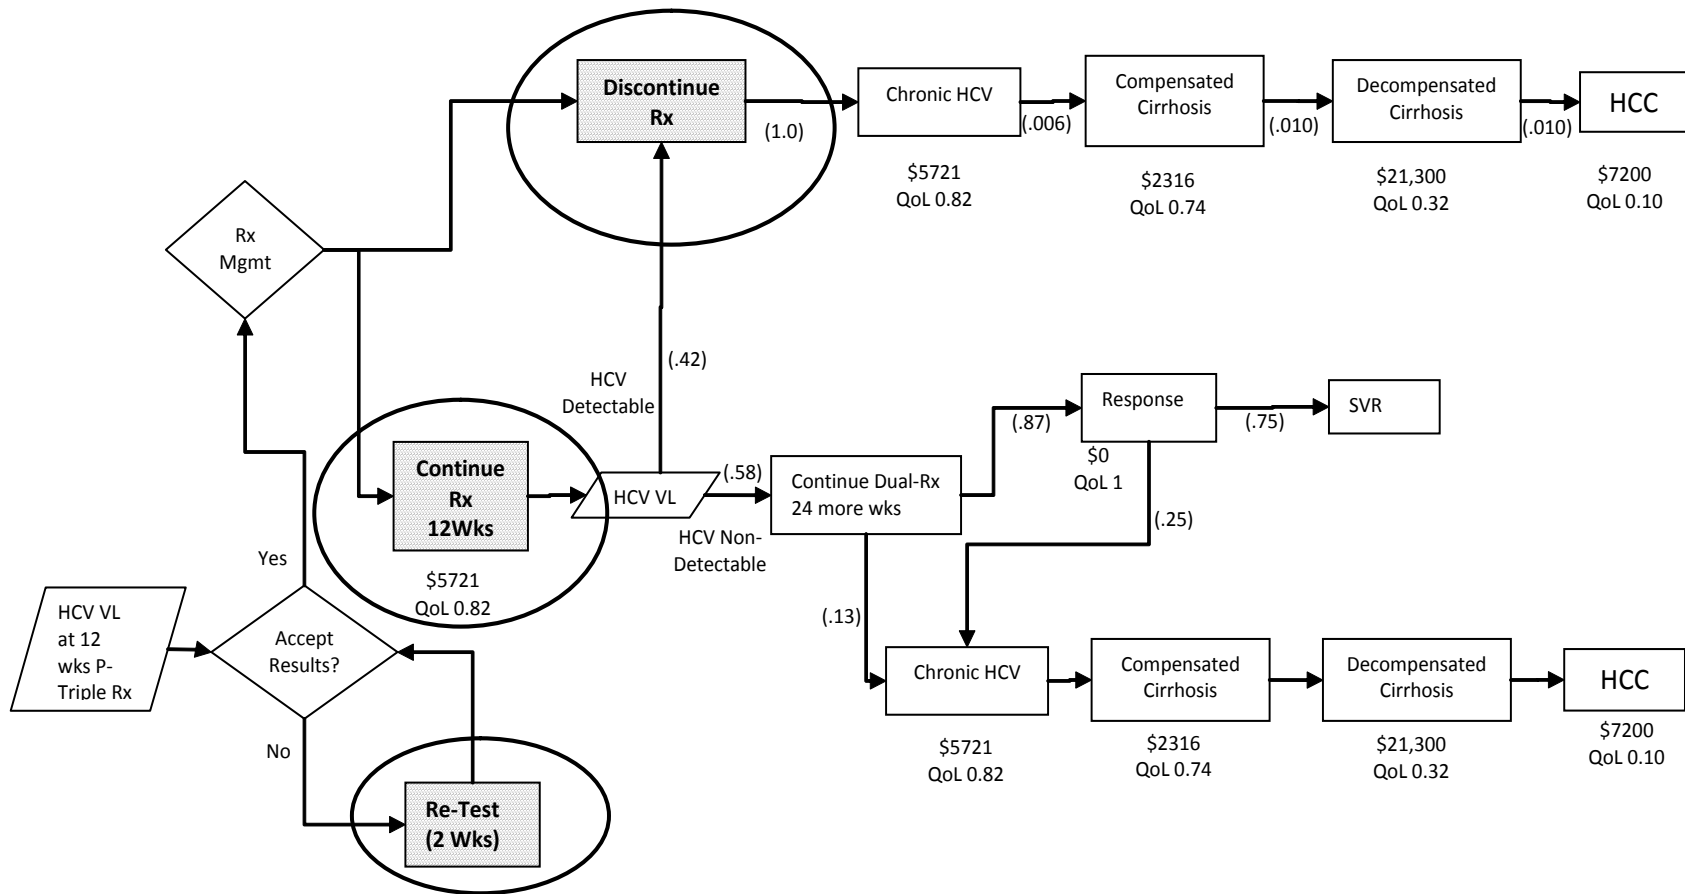 Discontinue
Rx
(1.0)
Chronic HCV
(.006)
Compensated
Cirrhosis
(.010)
Decompensated
Cirrhosis
(.010)
HCC
$5721
QoL 0.82
$2316
QoL 0.74
$21,300
QoL 0.32
$7200
QoL 0.10
Rx
Mgmt
HCV
Detectable
(.42)
Continue
Rx
12Wks
$5721
QoL 0.82
HCV VL
(.58)
HCV Non-
Detectable
Continue Dual-Rx
24 more wks
(.87)
Response
$0
QoL 1
(.75)
SVR
(.25)
(.13)
Yes
HCV VL
at 12
wks P-
Triple Rx
Accept
Results?
No
Re-Test
(2 Wks)
Chronic HCV
Compensated
Cirrhosis
Decompensated
Cirrhosis
HCC
$5721
QoL 0.82
$2316
QoL 0.74
$21,300
QoL 0.32
$7200
QoL 0.10